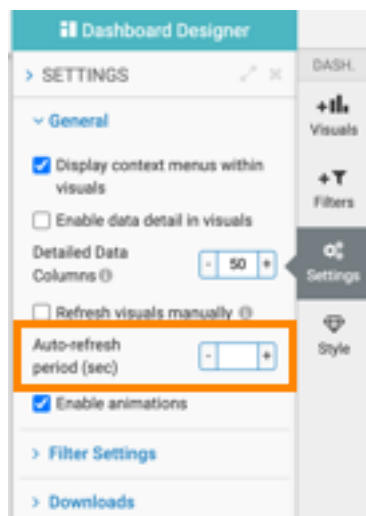 Dashboard Designer
> SETTINGS
DASH.
General
Visuals
Display context menus within
visuals
Filters
Enable data detail in visuals
Detailed Data
Columns
- 50 +
Settings
Refresh visuals manually
Auto-refresh
period (sec)
- +
Style
Enable animations
> Filter Settings
> Downloads